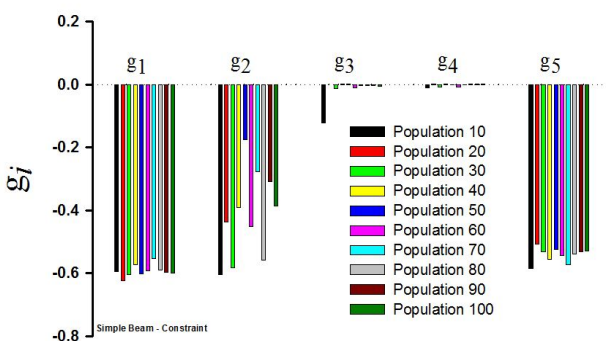 0.2
g1 g2 g3 g4 g5
0.0
-0.2
-0.4
-0.6
-0.8
gi
Population 10
Population 20
Population 30
Population 40
Population 50
Population 60
Population 70
Population 80
Population 90
Population 100
Simple Beam - Constraint